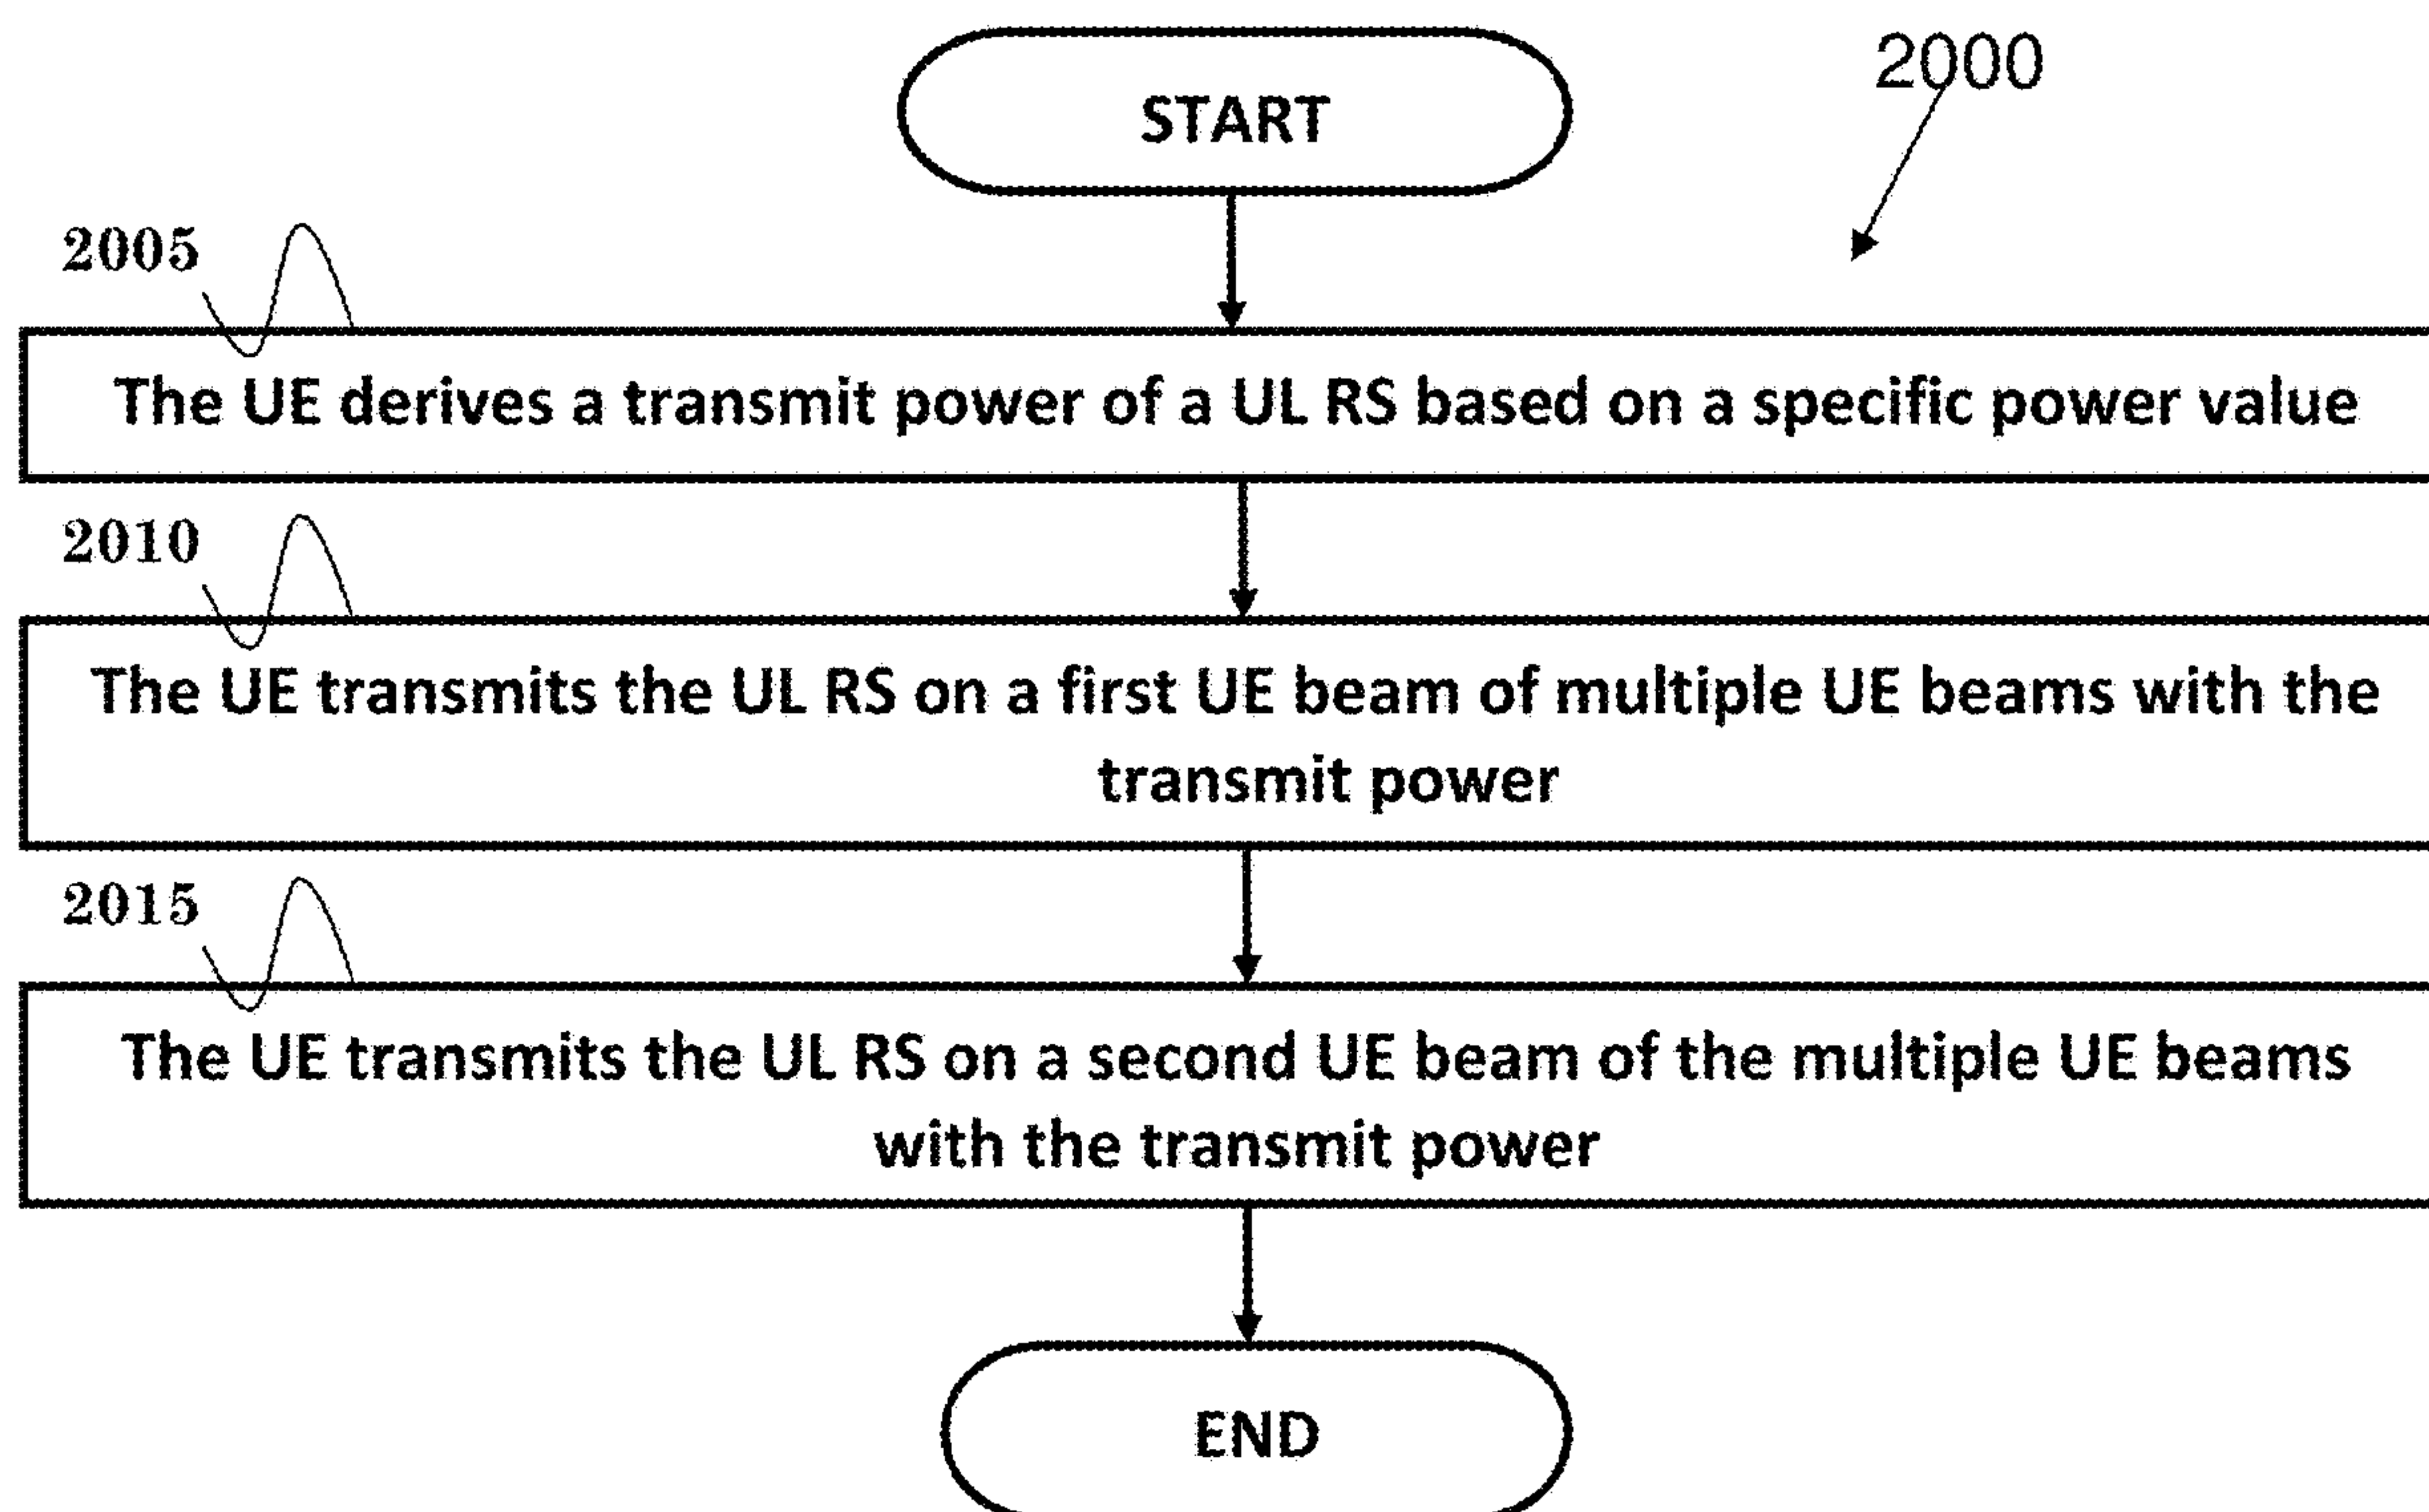 START
2000
2005
The UE derives a transmit power of a UL RS based on a specific power value
2010
The UE transmits the UL RS on a first UE beam of multiple UE beams with the
transmit power
2015
The UE transmits the UL RS on a second UE beam of the multiple UE beams
with the transmit power
END